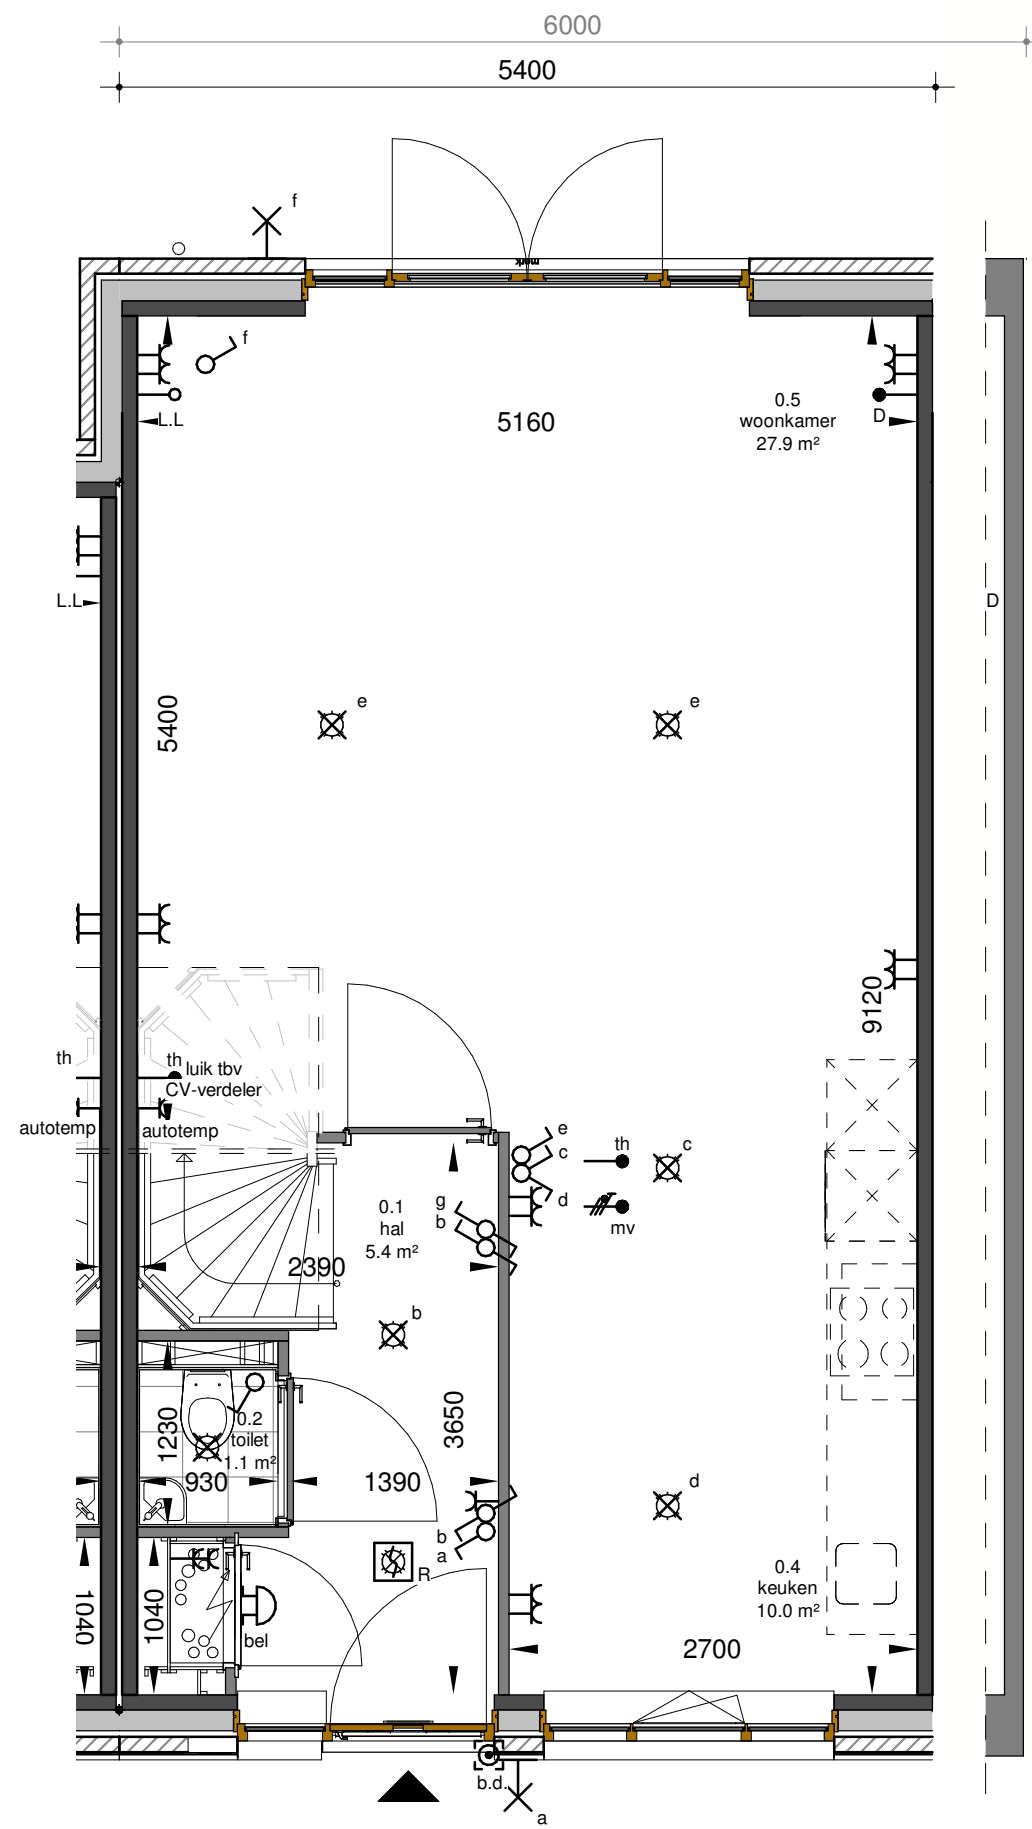 6000
5400
f
merk
f
L.L
5160
0.5
woonkamer
27.9 m²
D
L.L
D
5400
e
e
9120
th
th
luik tbv
CV-verdeler
autotemp
autotemp
e
c
th
c
d
mv
g
b
0.1
hal
5.4 m²
2390
b
3650
1230
0.2
toilet
1.1 m²
930
1390
d
b
a
R
0.4
keuken
10.0 m²
1040
1040
bel
2700
b.d.
a